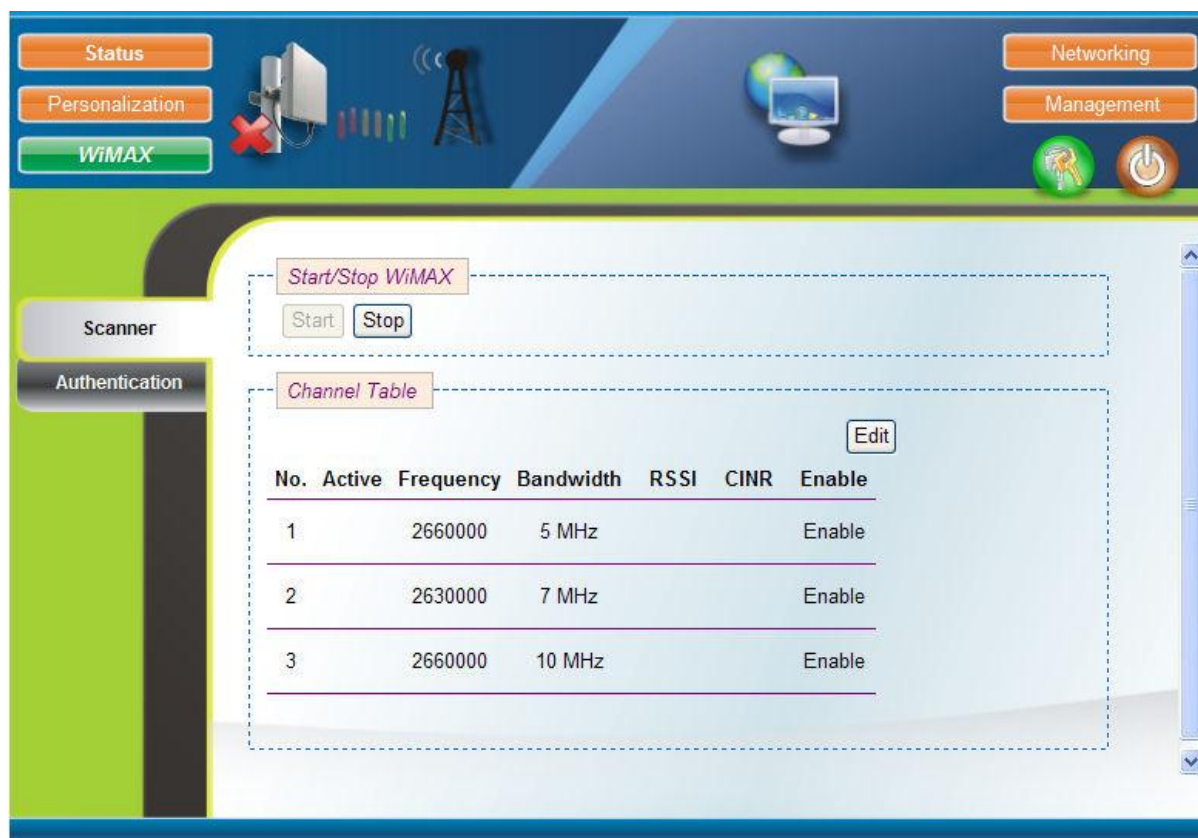 Status
Personalization
WiMAX
Networking
Management
Scanner
Authentication
Start/Stop WiMAX
Start Stop
Channel Table
Edit
No. Active Frequency Bandwidth RSSI CINR Enable
1 2660000 5 MHz Enable
2 2630000 7 MHz Enable
3 2660000 10 MHz Enable